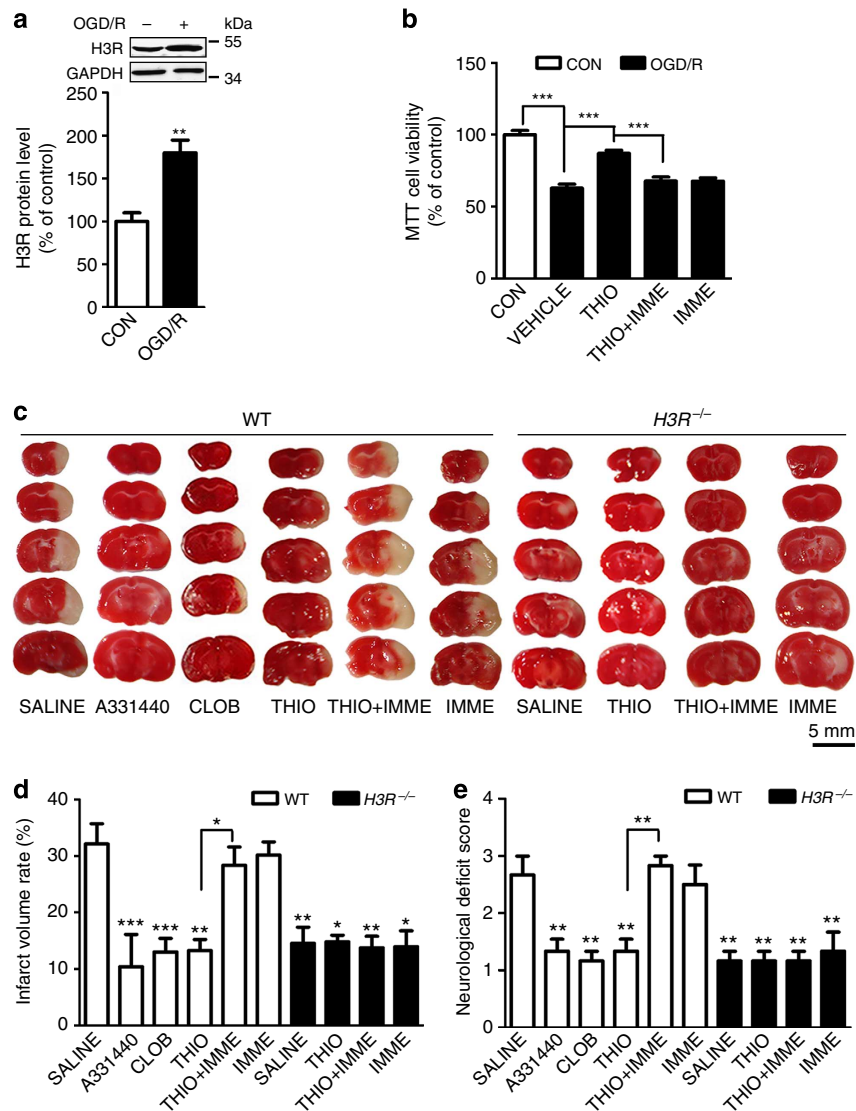 a
OGD/R – + kDa
H3R 55
GAPDH 34
250
200
150
100
50
0
H3R protein level
(% of control)
**
CON
OGD/R
b
CON OGD/R
150
100
50
0
MTT cell viability
(% of control)
*** *** ***
CON
VEHICLE
THIO
THIO+IMME
IMME
c
WT H3R–/–
SALINE A331440 CLOB THIO THIO+IMME IMME SALINE THIO THIO+IMME IMME
5 mm
d
WT H3R–/–
40
30
20
10
0
Infarct volume rate (%)
*
*** *** ** ** * ** *
SALINE
A331440
CLOB
THIO
THIO+IMME
IMME
SALINE
THIO
THIO+IMME
IMME
e
WT H3R–/–
4
3
2
1
0
Neurological deficit score
**
** ** ** ** ** ** **
SALINE
A331440
CLOB
THIO
THIO+IMME
IMME
SALINE
THIO
THIO+IMME
IMME